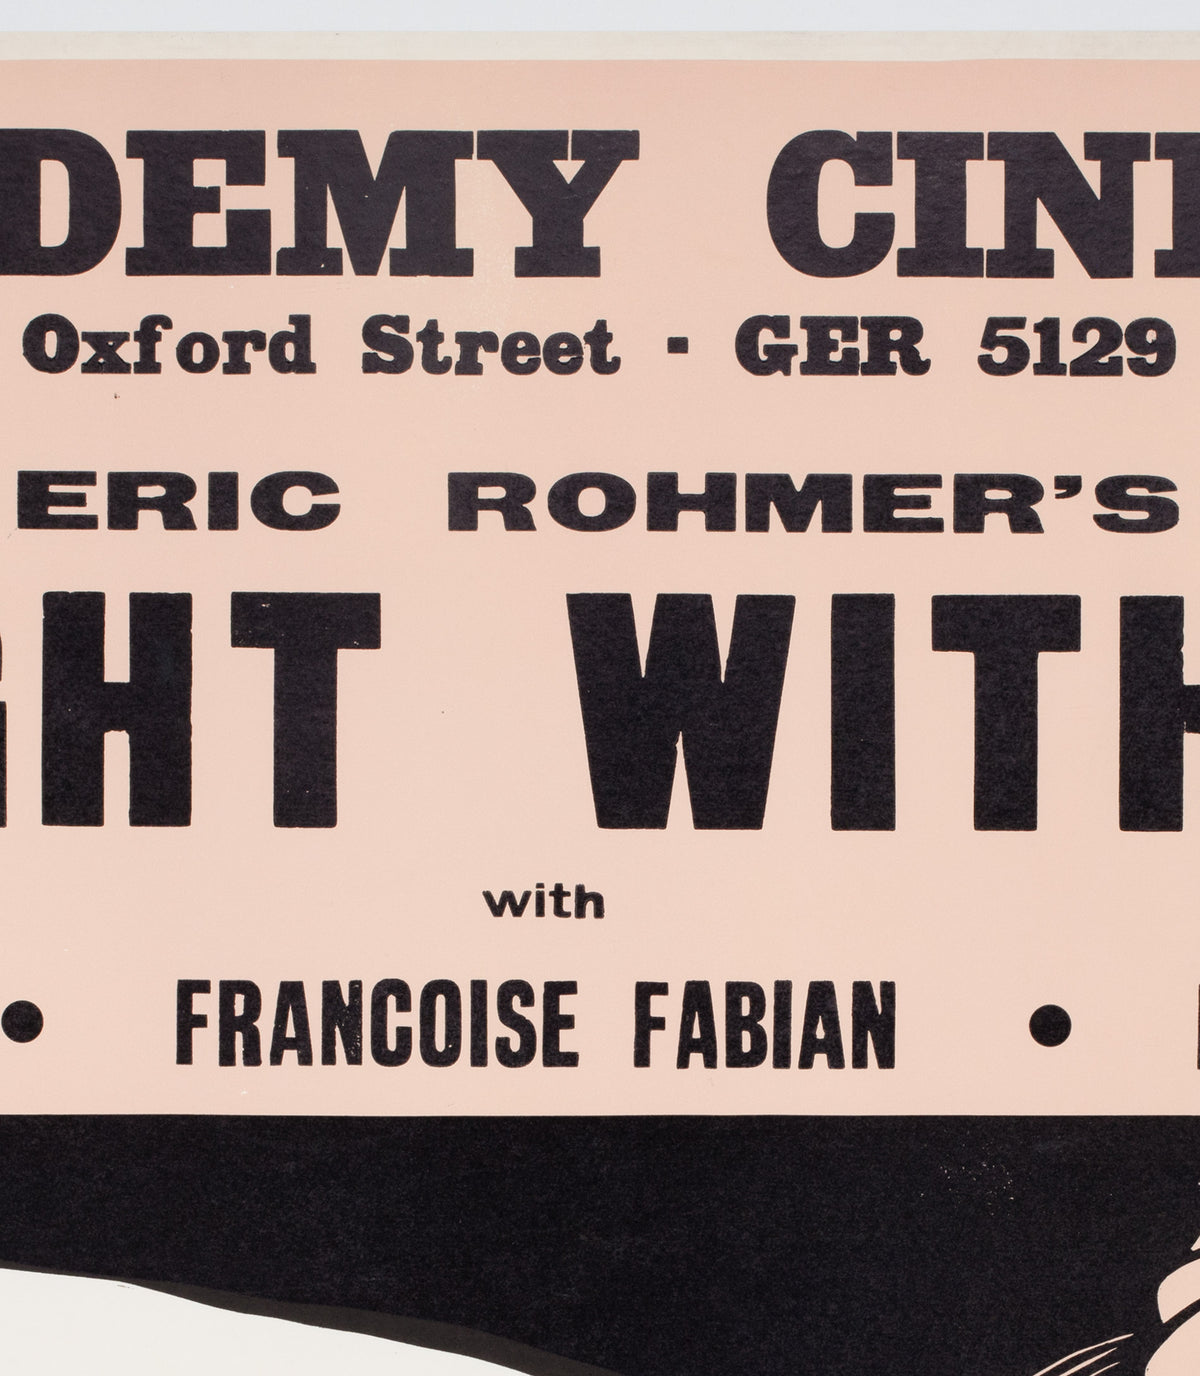 DEMY CIN
Oxford Street · GER 5129
ERIC ROHMER'S
GHT WITH
with
• FRANCOISE FABIAN •